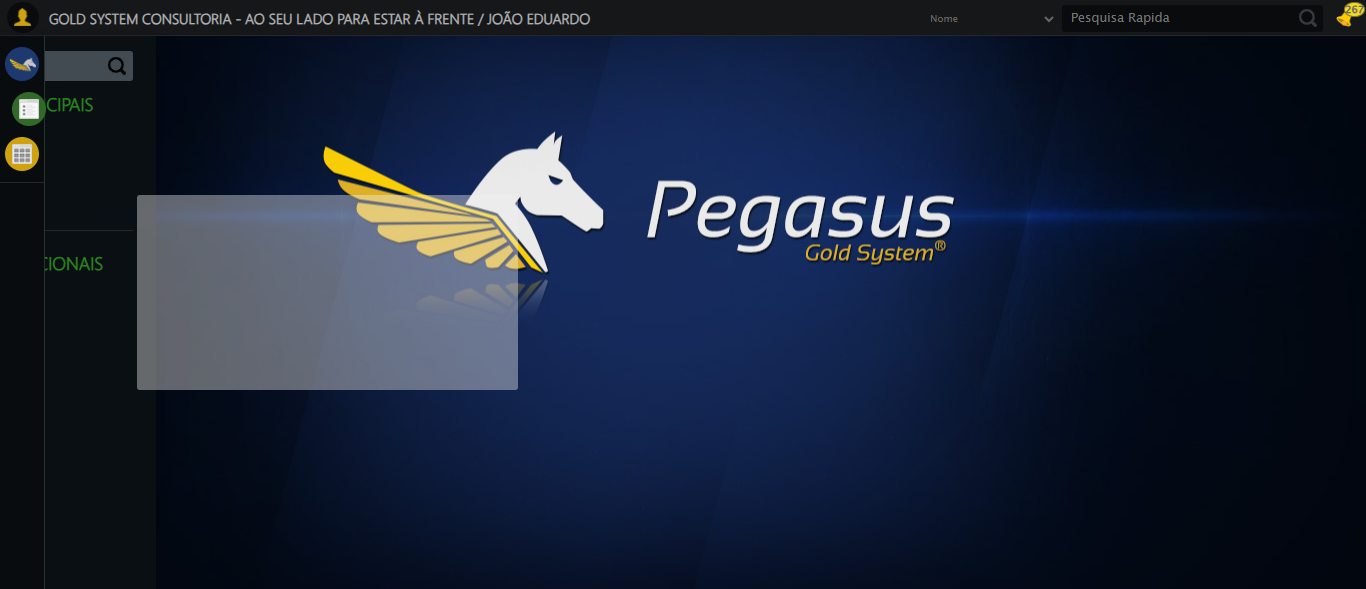 GOLD SYSTEM CONSULTORIA - AO SEU LADO PARA ESTAR À FRENTE / JOÃO EDUARDO
Nome
Pesquisa Rapida
267
CIPAIS
Pegasus
Gold System®
CIONAIS